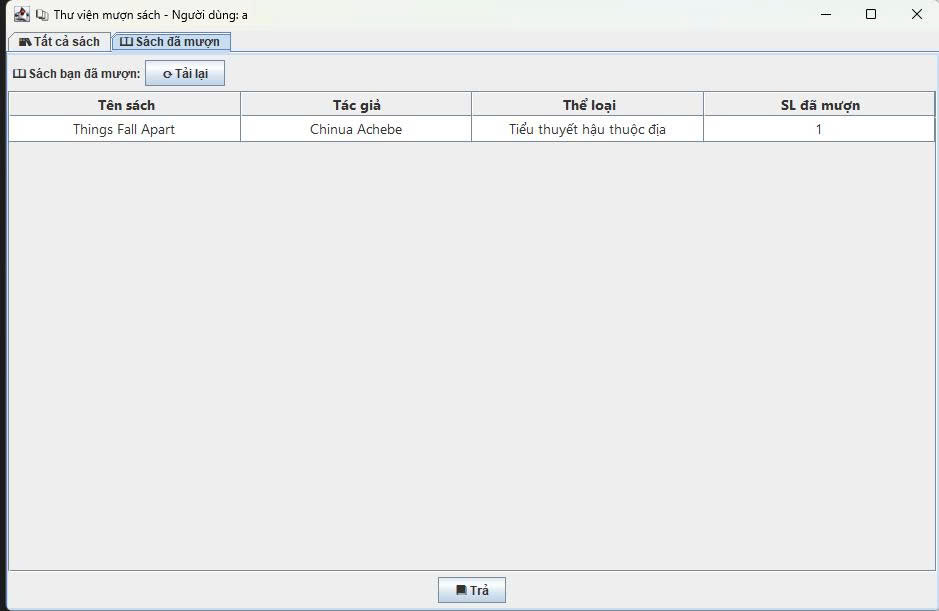 Thư viện mượn sách - Người dùng: a
Tất cả sách
Sách đã mượn
Sách bạn đã mượn:
Tải lại
Tên sách Tác giả Thể loại SL đã mượn
Things Fall Apart Chinua Achebe Tiểu thuyết hậu thuộc địa 1
Trả